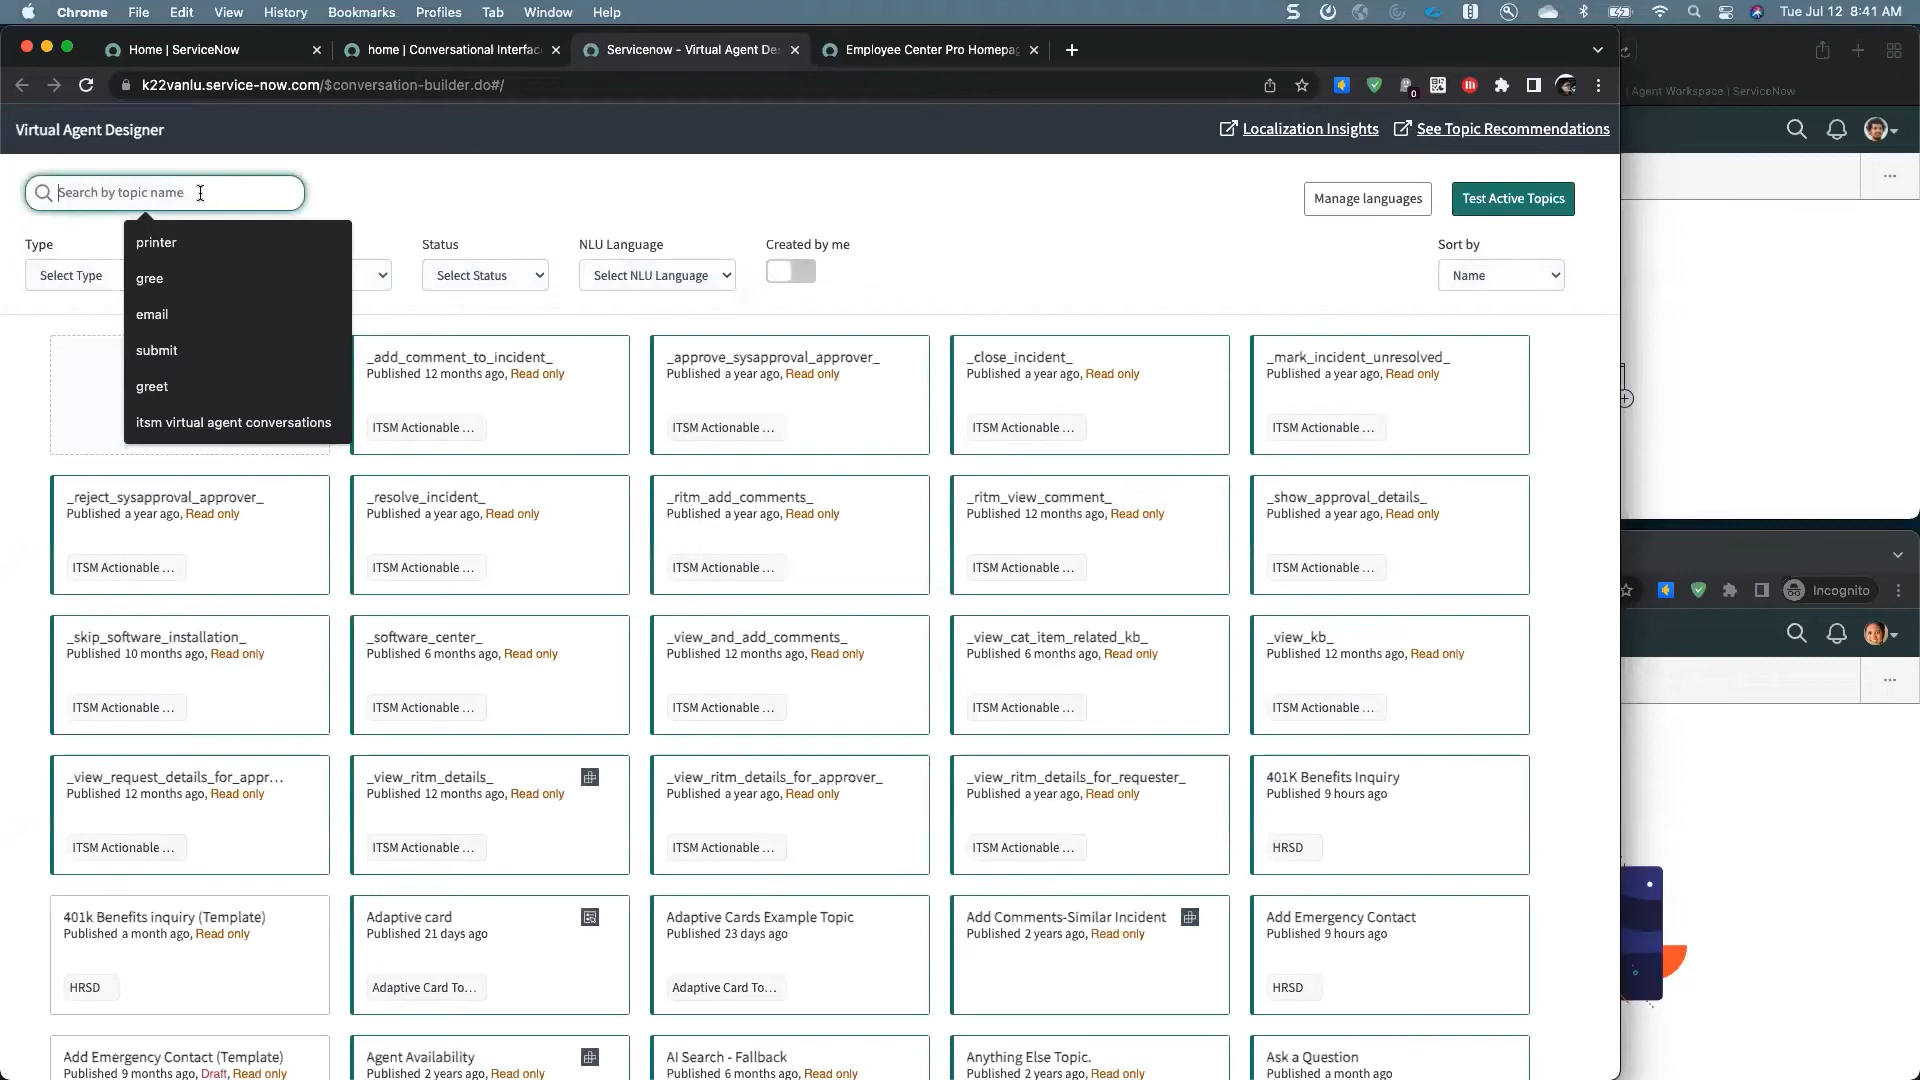 Chrome File Edit View History Bookmarks Profiles Tab Window Help Tue Jul 12 8:41 AM
Home | ServiceNow home | Conversational Interfac Servicenow - Virtual Agent De Employee Center Pro Homepag
k22vanlu.service-now.com/$conversation-builder.do#/ 0
| Agent Workspace | ServiceNow
Virtual Agent Designer Localization Insights See Topic Recommendations
Search by topic name Manage languages Test Active Topics
printer
gree
email
submit
greet
itsm virtual agent conversations
Type Status NLU Language Created by me Sort by
Select Type Select Status Select NLU Language Name
_add_comment_to_incident_ _approve_sysapproval_approver_ _close_incident_ _mark_incident_unresolved_
Published 12 months ago, Read only Published a year ago, Read only Published a year ago, Read only Published a year ago, Read only
ITSM Actionable ... ITSM Actionable ... ITSM Actionable ... ITSM Actionable ...
_reject_sysapproval_approver_ _resolve_incident_ _ritm_add_comments_ _ritm_view_comment_ _show_approval_details_
Published a year ago, Read only Published a year ago, Read only Published a year ago, Read only Published 12 months ago, Read only Published a year ago, Read only
ITSM Actionable ... ITSM Actionable ... ITSM Actionable ... ITSM Actionable ... ITSM Actionable ...
Incognito
_skip_software_installation_ _software_center_ _view_and_add_comments_ _view_cat_item_related_kb_ _view_kb_
Published 10 months ago, Read only Published 6 months ago, Read only Published 12 months ago, Read only Published 6 months ago, Read only Published 12 months ago, Read only
ITSM Actionable ... ITSM Actionable ... ITSM Actionable ... ITSM Actionable ... ITSM Actionable ...
_view_request_details_for_appr... _view_ritm_details_ _view_ritm_details_for_approver_ _view_ritm_details_for_requester_ 401K Benefits Inquiry
Published 12 months ago, Read only Published 12 months ago, Read only Published a year ago, Read only Published a year ago, Read only Published 9 hours ago
ITSM Actionable ... ITSM Actionable ... ITSM Actionable ... ITSM Actionable ... HRSD
401k Benefits inquiry (Template) Adaptive card Adaptive Cards Example Topic Add Comments-Similar Incident Add Emergency Contact
Published a month ago, Read only Published 21 days ago Published 23 days ago Published 2 years ago, Read only Published 9 hours ago
HRSD Adaptive Card To... Adaptive Card To... HRSD
Add Emergency Contact (Template) Agent Availability AI Search - Fallback Anything Else Topic. Ask a Question
Published 9 months ago, Draft, Read only Published 2 years ago, Read only Published 6 months ago, Read only Published 2 years ago, Read only Published a month ago